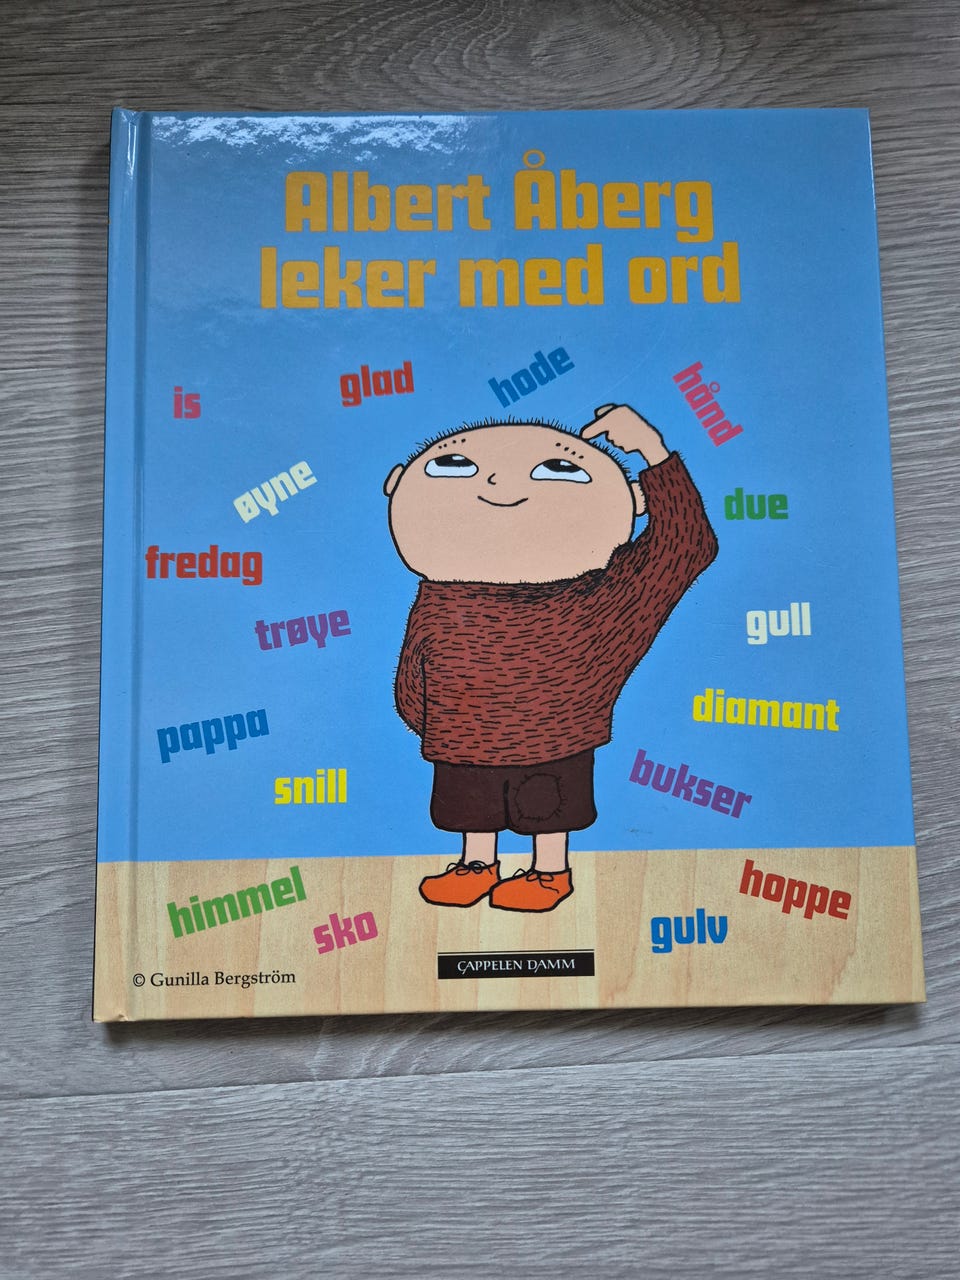 Albert Åberg
leker med ord
is
glad
hode
hånd
øyne
due
fredag
trøye
gull
pappa
diamant
snill
bukser
himmel
sko
gulv
hoppe
© Gunilla Bergström
CAPPELEN DAMM